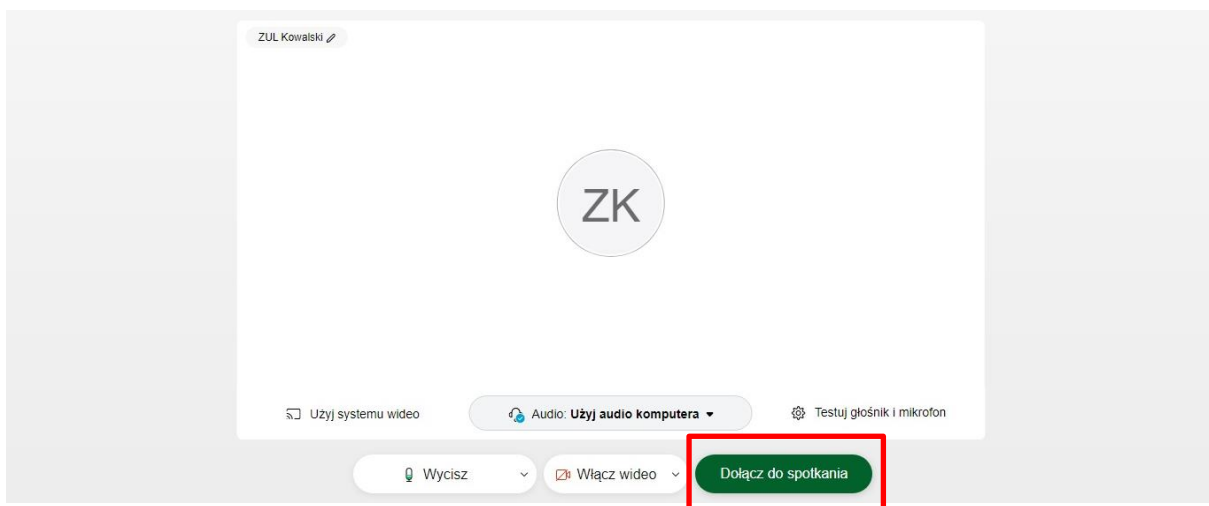 ZUL Kowalski
ZK
Użyj systemu wideo
Audio: Użyj audio komputera
Testuj głośnik i mikrofon
Wycisz
Włącz wideo
Dołącz do spotkania